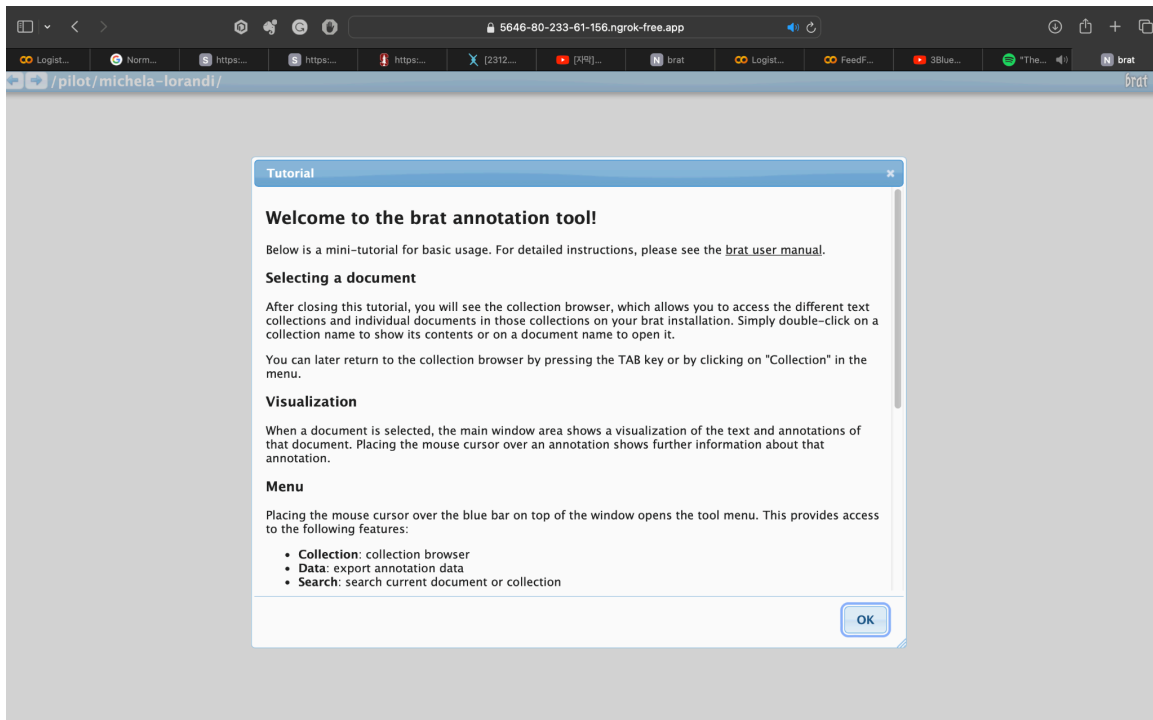 5646-80-233-61-156.ngrok-free.app
Logist... Norm... https:... https:... https:... [2312.... [자막]... brat Logist... FeedF... 3Blue... "The... brat
/pilot/michela-lorandi/ brat
Tutorial
Welcome to the brat annotation tool!
Below is a mini-tutorial for basic usage. For detailed instructions, please see the brat user manual.
Selecting a document
After closing this tutorial, you will see the collection browser, which allows you to access the different text
collections and individual documents in those collections on your brat installation. Simply double-click on a
collection name to show its contents or on a document name to open it.
You can later return to the collection browser by pressing the TAB key or by clicking on "Collection" in the
menu.
Visualization
When a document is selected, the main window area shows a visualization of the text and annotations of
that document. Placing the mouse cursor over an annotation shows further information about that
annotation.
Menu
Placing the mouse cursor over the blue bar on top of the window opens the tool menu. This provides access
to the following features:
• Collection: collection browser
• Data: export annotation data
• Search: search current document or collection
OK